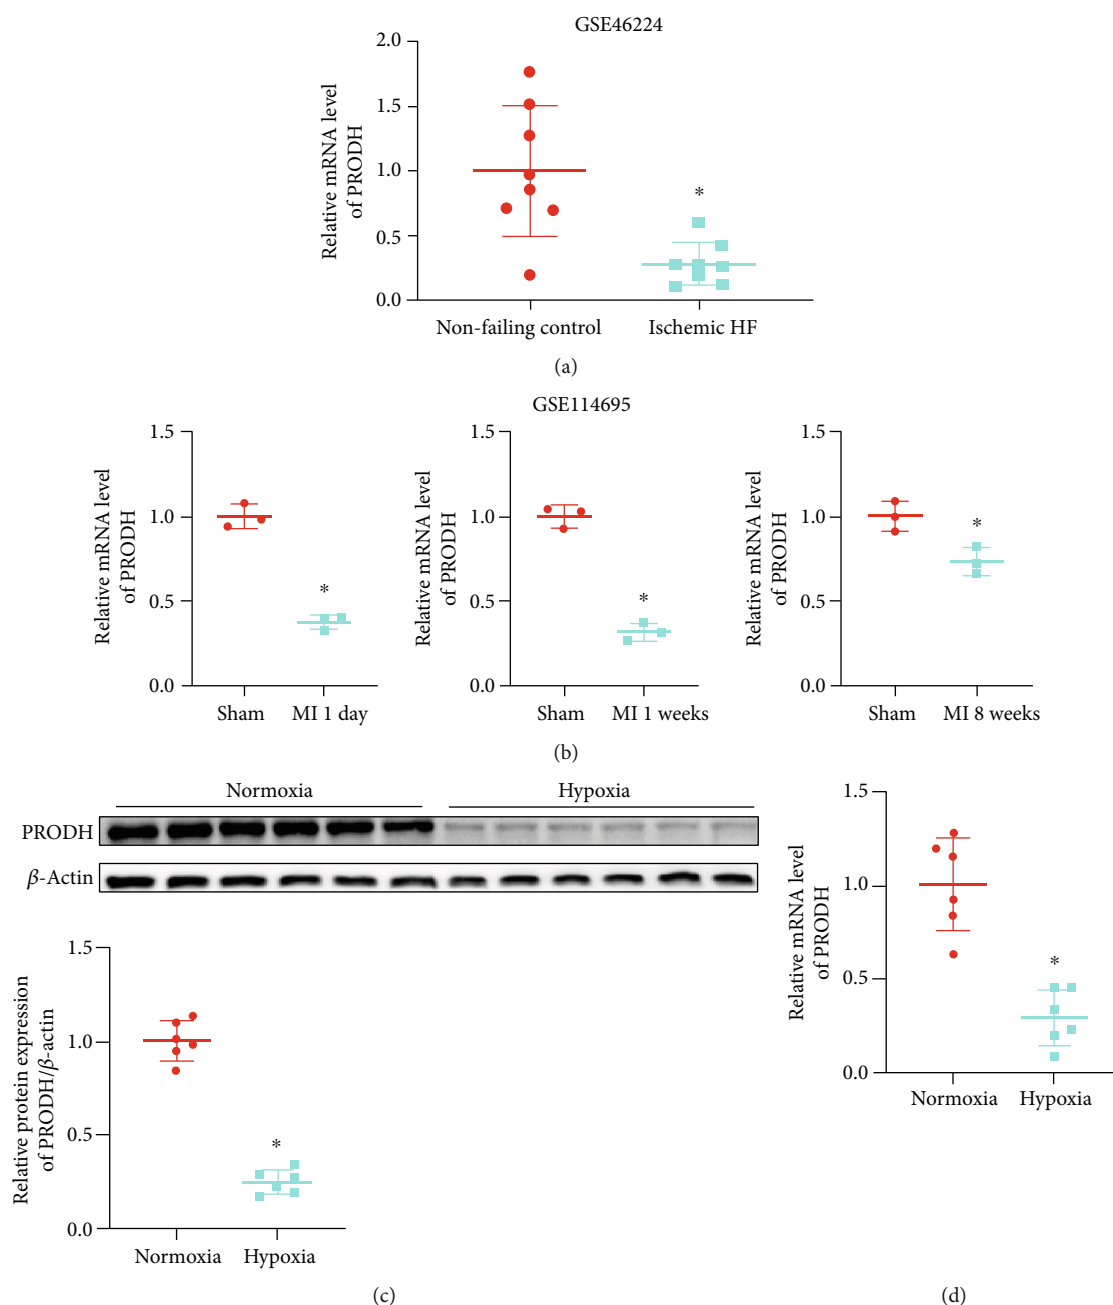 GSE46224
Relative mRNA level
of PRODH
2.0
1.5
1.0
0.5
0.0
*
Non-failing control
Ischemic HF
(a)
GSE114695
Relative mRNA level
of PRODH
1.5
1.0
0.5
0.0
*
Sham
MI 1 day
Relative mRNA level
of PRODH
1.5
1.0
0.5
0.0
*
Sham
MI 1 weeks
Relative mRNA level
of PRODH
1.5
1.0
0.5
0.0
*
Sham
MI 8 weeks
(b)
Normoxia
Hypoxia
PRODH
β-Actin
Relative protein expression
of PRODH/β-actin
1.5
1.0
0.5
0.0
*
Normoxia
Hypoxia
(c)
Relative mRNA level
of PRODH
1.5
1.0
0.5
0.0
*
Normoxia
Hypoxia
(d)